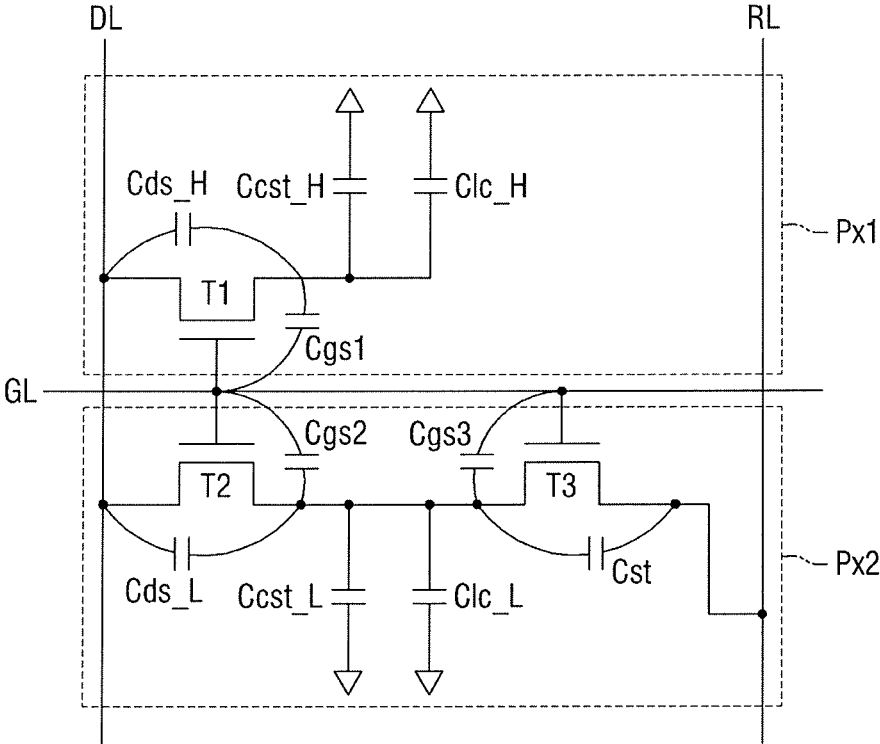 DL
RL
Cds_H
Ccst_H
Clc_H
Px1
T1
Cgs1
GL
Cgs2
Cgs3
T2
T3
Cds_L
Ccst_L
Clc_L
Cst
Px2